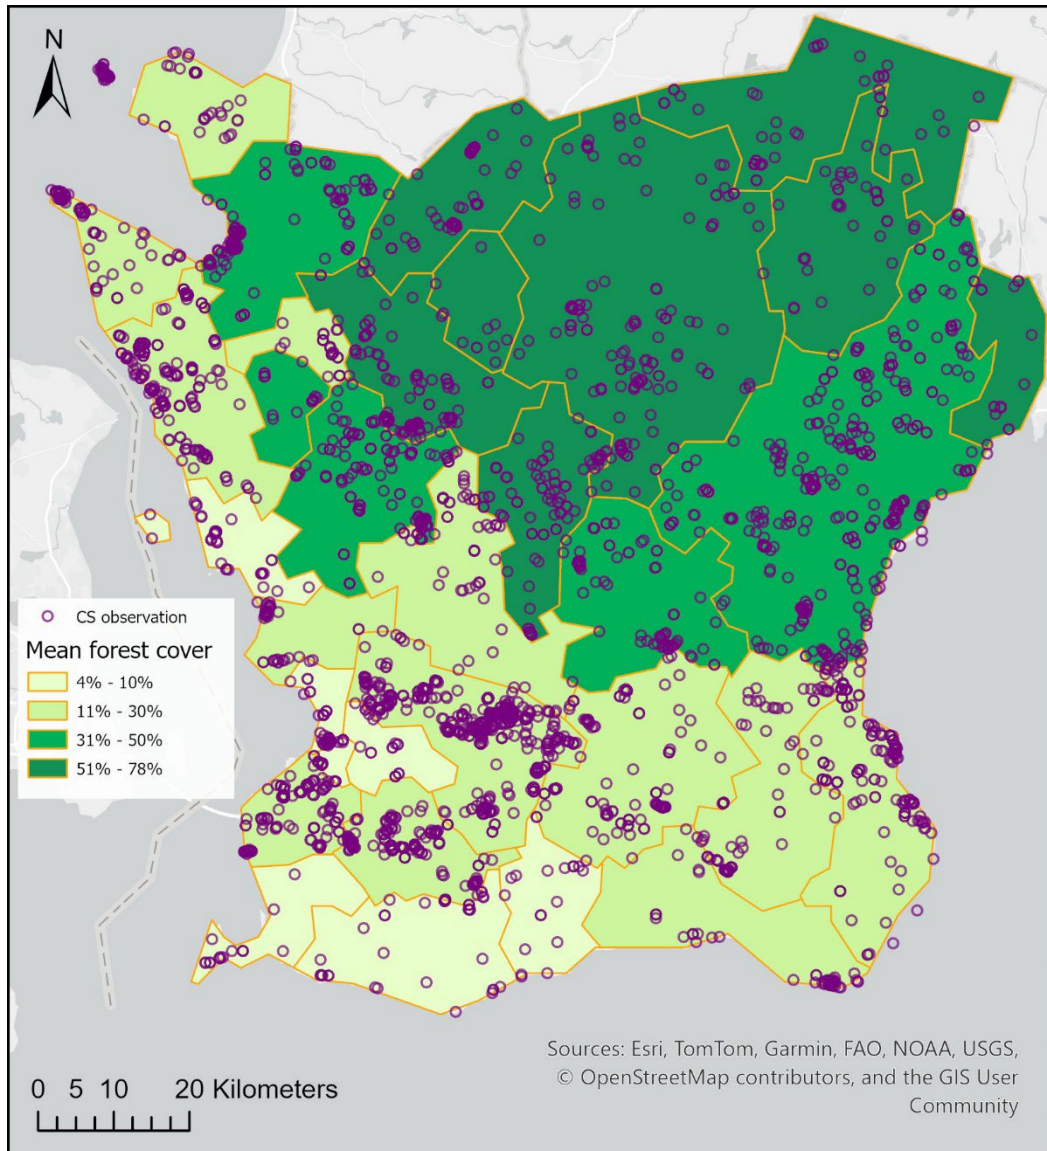 N
CS observation
Mean forest cover
4% - 10%
11% - 30%
31% - 50%
51% - 78%
Sources: Esri, TomTom, Garmin, FAO, NOAA, USGS,
© OpenStreetMap contributors, and the GIS User
Community
0 5 10 20 Kilometers